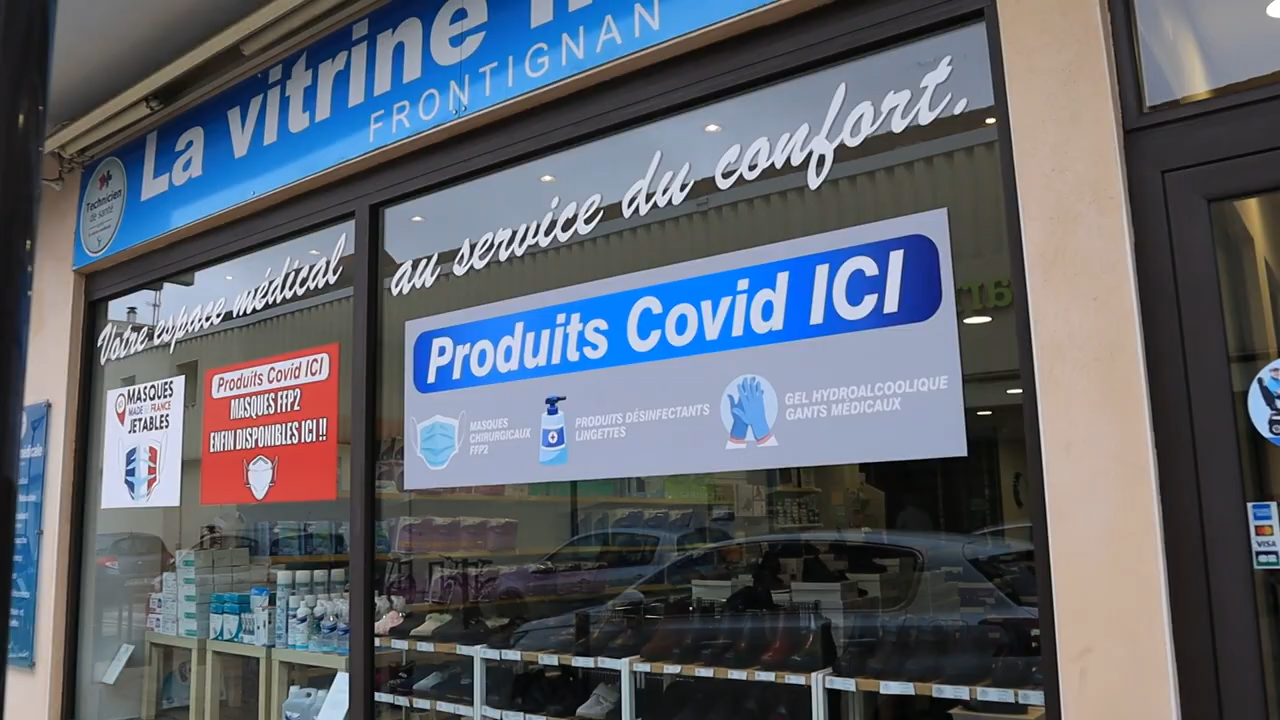 La vitrine
FRONTIGNAN
Technicien
de santé
Votre espace médical
au service du confort.
MASQUES
MADE IN FRANCE
JETABLES
Produits Covid ICI
MASQUES FFP2
ENFIN DISPONIBLES ICI !!
Produits Covid ICI
MASQUES
CHIRURGICAUX
FFP2
PRODUITS DÉSINFECTANTS
LINGETTES
GEL HYDROALCOOLIQUE
GANTS MÉDICAUX
VISA